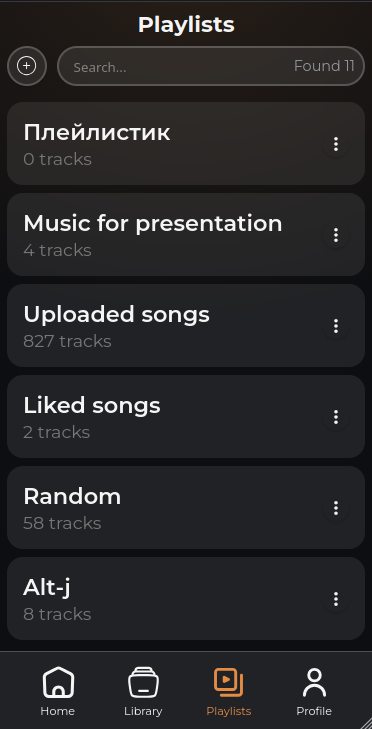 Playlists
Search...
Found 11
Плейлистик
0 tracks
Music for presentation
4 tracks
Uploaded songs
827 tracks
Liked songs
2 tracks
Random
58 tracks
Alt-j
8 tracks
Home
Library
Playlists
Profile